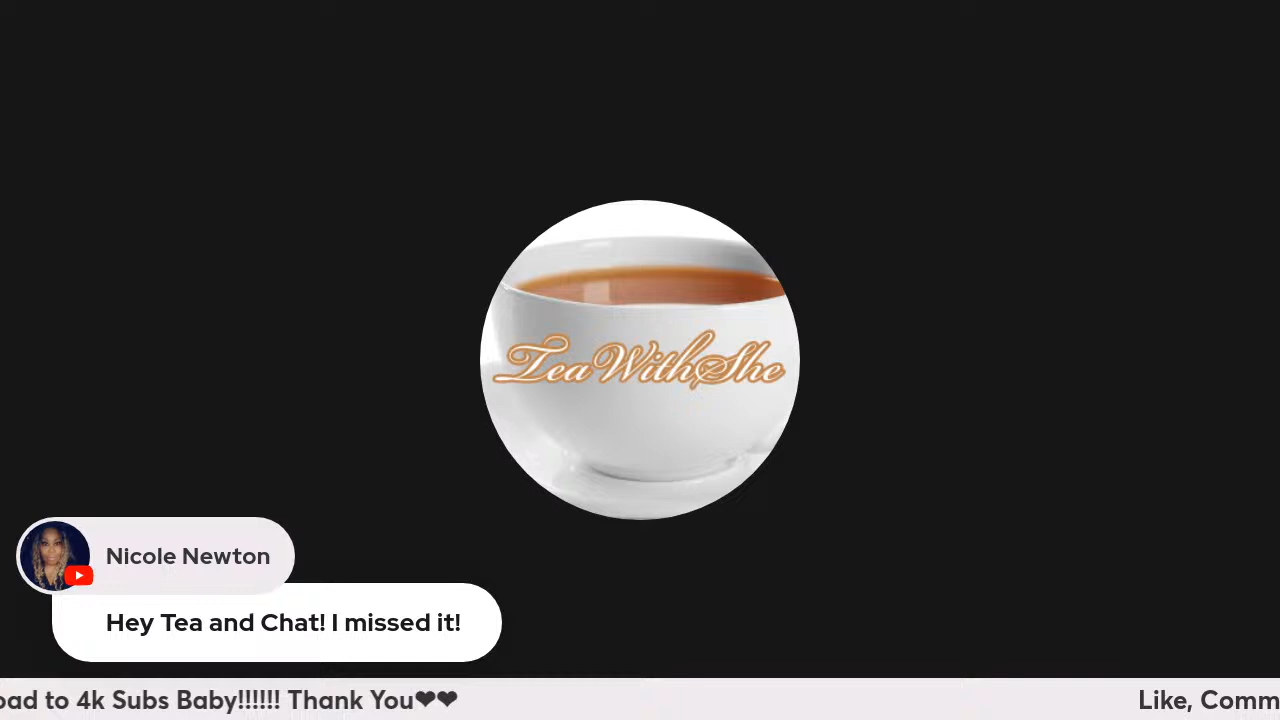 TeaWithShe
Nicole Newton
Hey Tea and Chat! I missed it!
oad to 4k Subs Baby!!!!!! Thank You❤❤
Like, Comm